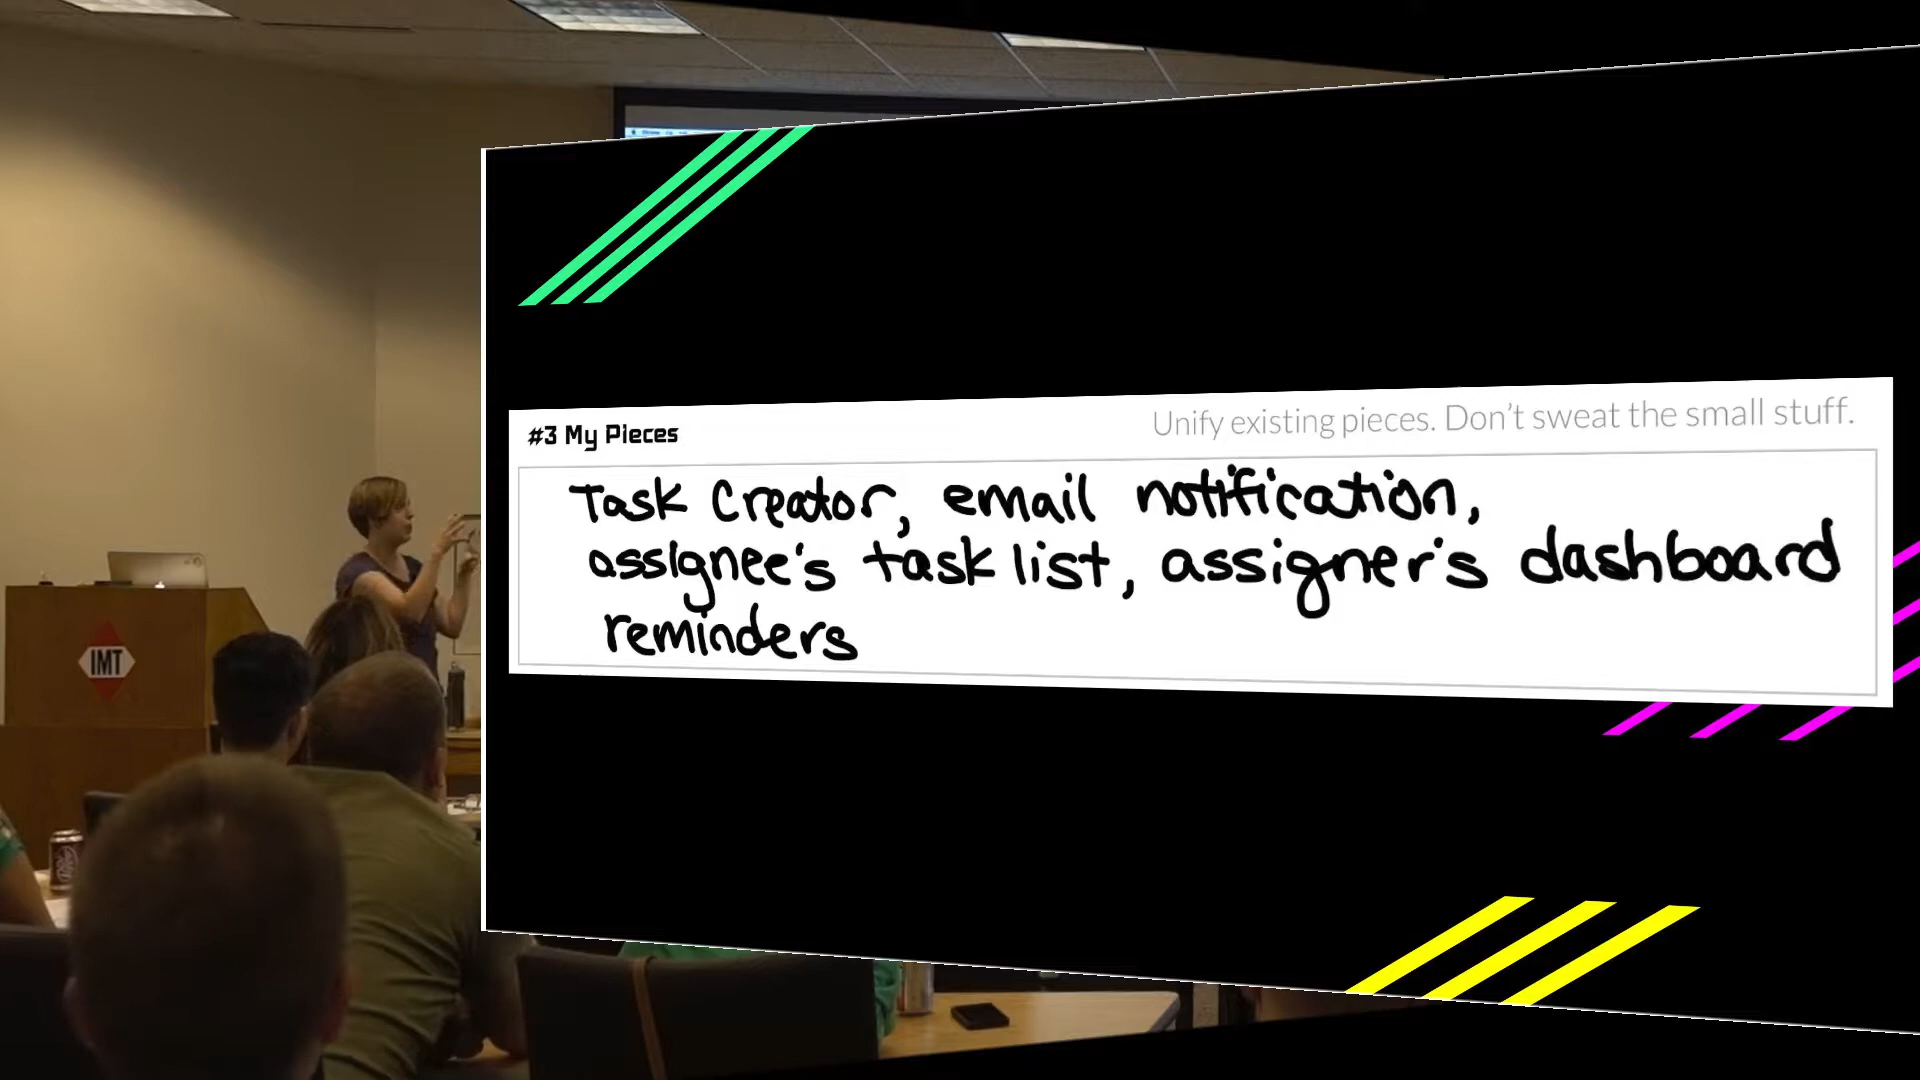 IMT
#3 My Pieces
Unify existing pieces. Don't sweat the small stuff.
Task Creator, email notification,
assignee's task list, assigner's dashboard
reminders